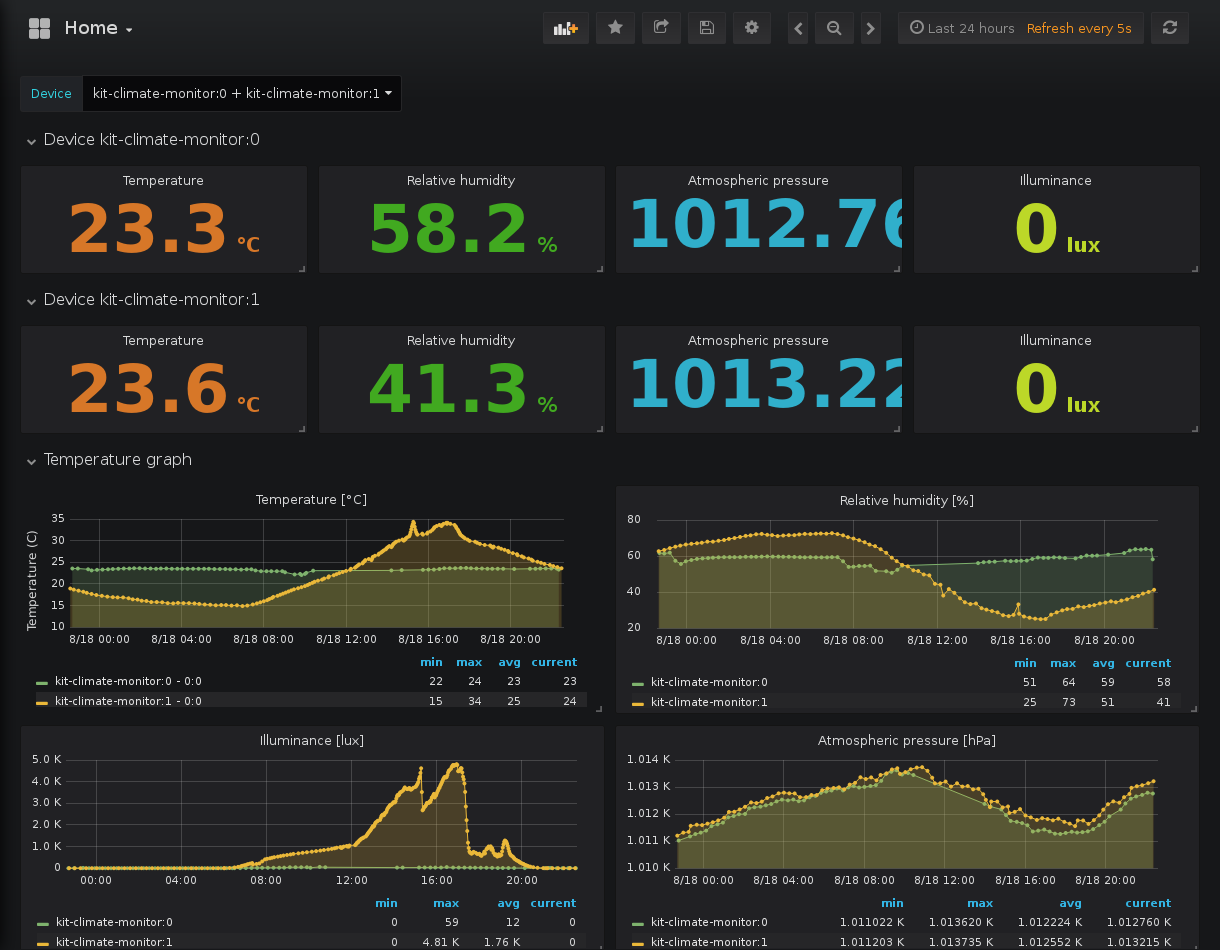 Home
Last 24 hours Refresh every 5s
Device kit-climate-monitor:0 + kit-climate-monitor:1
Device kit-climate-monitor:0
Temperature Relative humidity Atmospheric pressure Illuminance
23.3 °C 58.2 % 1012.76 0 lux
Device kit-climate-monitor:1
Temperature Relative humidity Atmospheric pressure Illuminance
23.6 °C 41.3 % 1013.22 0 lux
Temperature graph
Temperature [°C]
Temperature (C)
35
30
25
20
15
10
8/18 00:00 8/18 04:00 8/18 08:00 8/18 12:00 8/18 16:00 8/18 20:00
min max avg current
kit-climate-monitor:0 - 0:0 22 24 23 23
kit-climate-monitor:1 - 0:0 15 34 25 24
Relative humidity [%]
80
60
40
20
8/18 00:00 8/18 04:00 8/18 08:00 8/18 12:00 8/18 16:00 8/18 20:00
min max avg current
kit-climate-monitor:0 51 64 59 58
kit-climate-monitor:1 25 73 51 41
Illuminance [lux]
5.0 K
4.0 K
3.0 K
2.0 K
1.0 K
0
00:00 04:00 08:00 12:00 16:00 20:00
min max avg current
kit-climate-monitor:0 0 59 12 0
kit-climate-monitor:1 0 4.81 K 1.76 K 0
Atmospheric pressure [hPa]
1.014 K
1.013 K
1.012 K
1.011 K
1.010 K
8/18 00:00 8/18 04:00 8/18 08:00 8/18 12:00 8/18 16:00 8/18 20:00
min max avg current
kit-climate-monitor:0 1.011022 K 1.013620 K 1.012224 K 1.012760 K
kit-climate-monitor:1 1.011203 K 1.013735 K 1.012552 K 1.013215 K